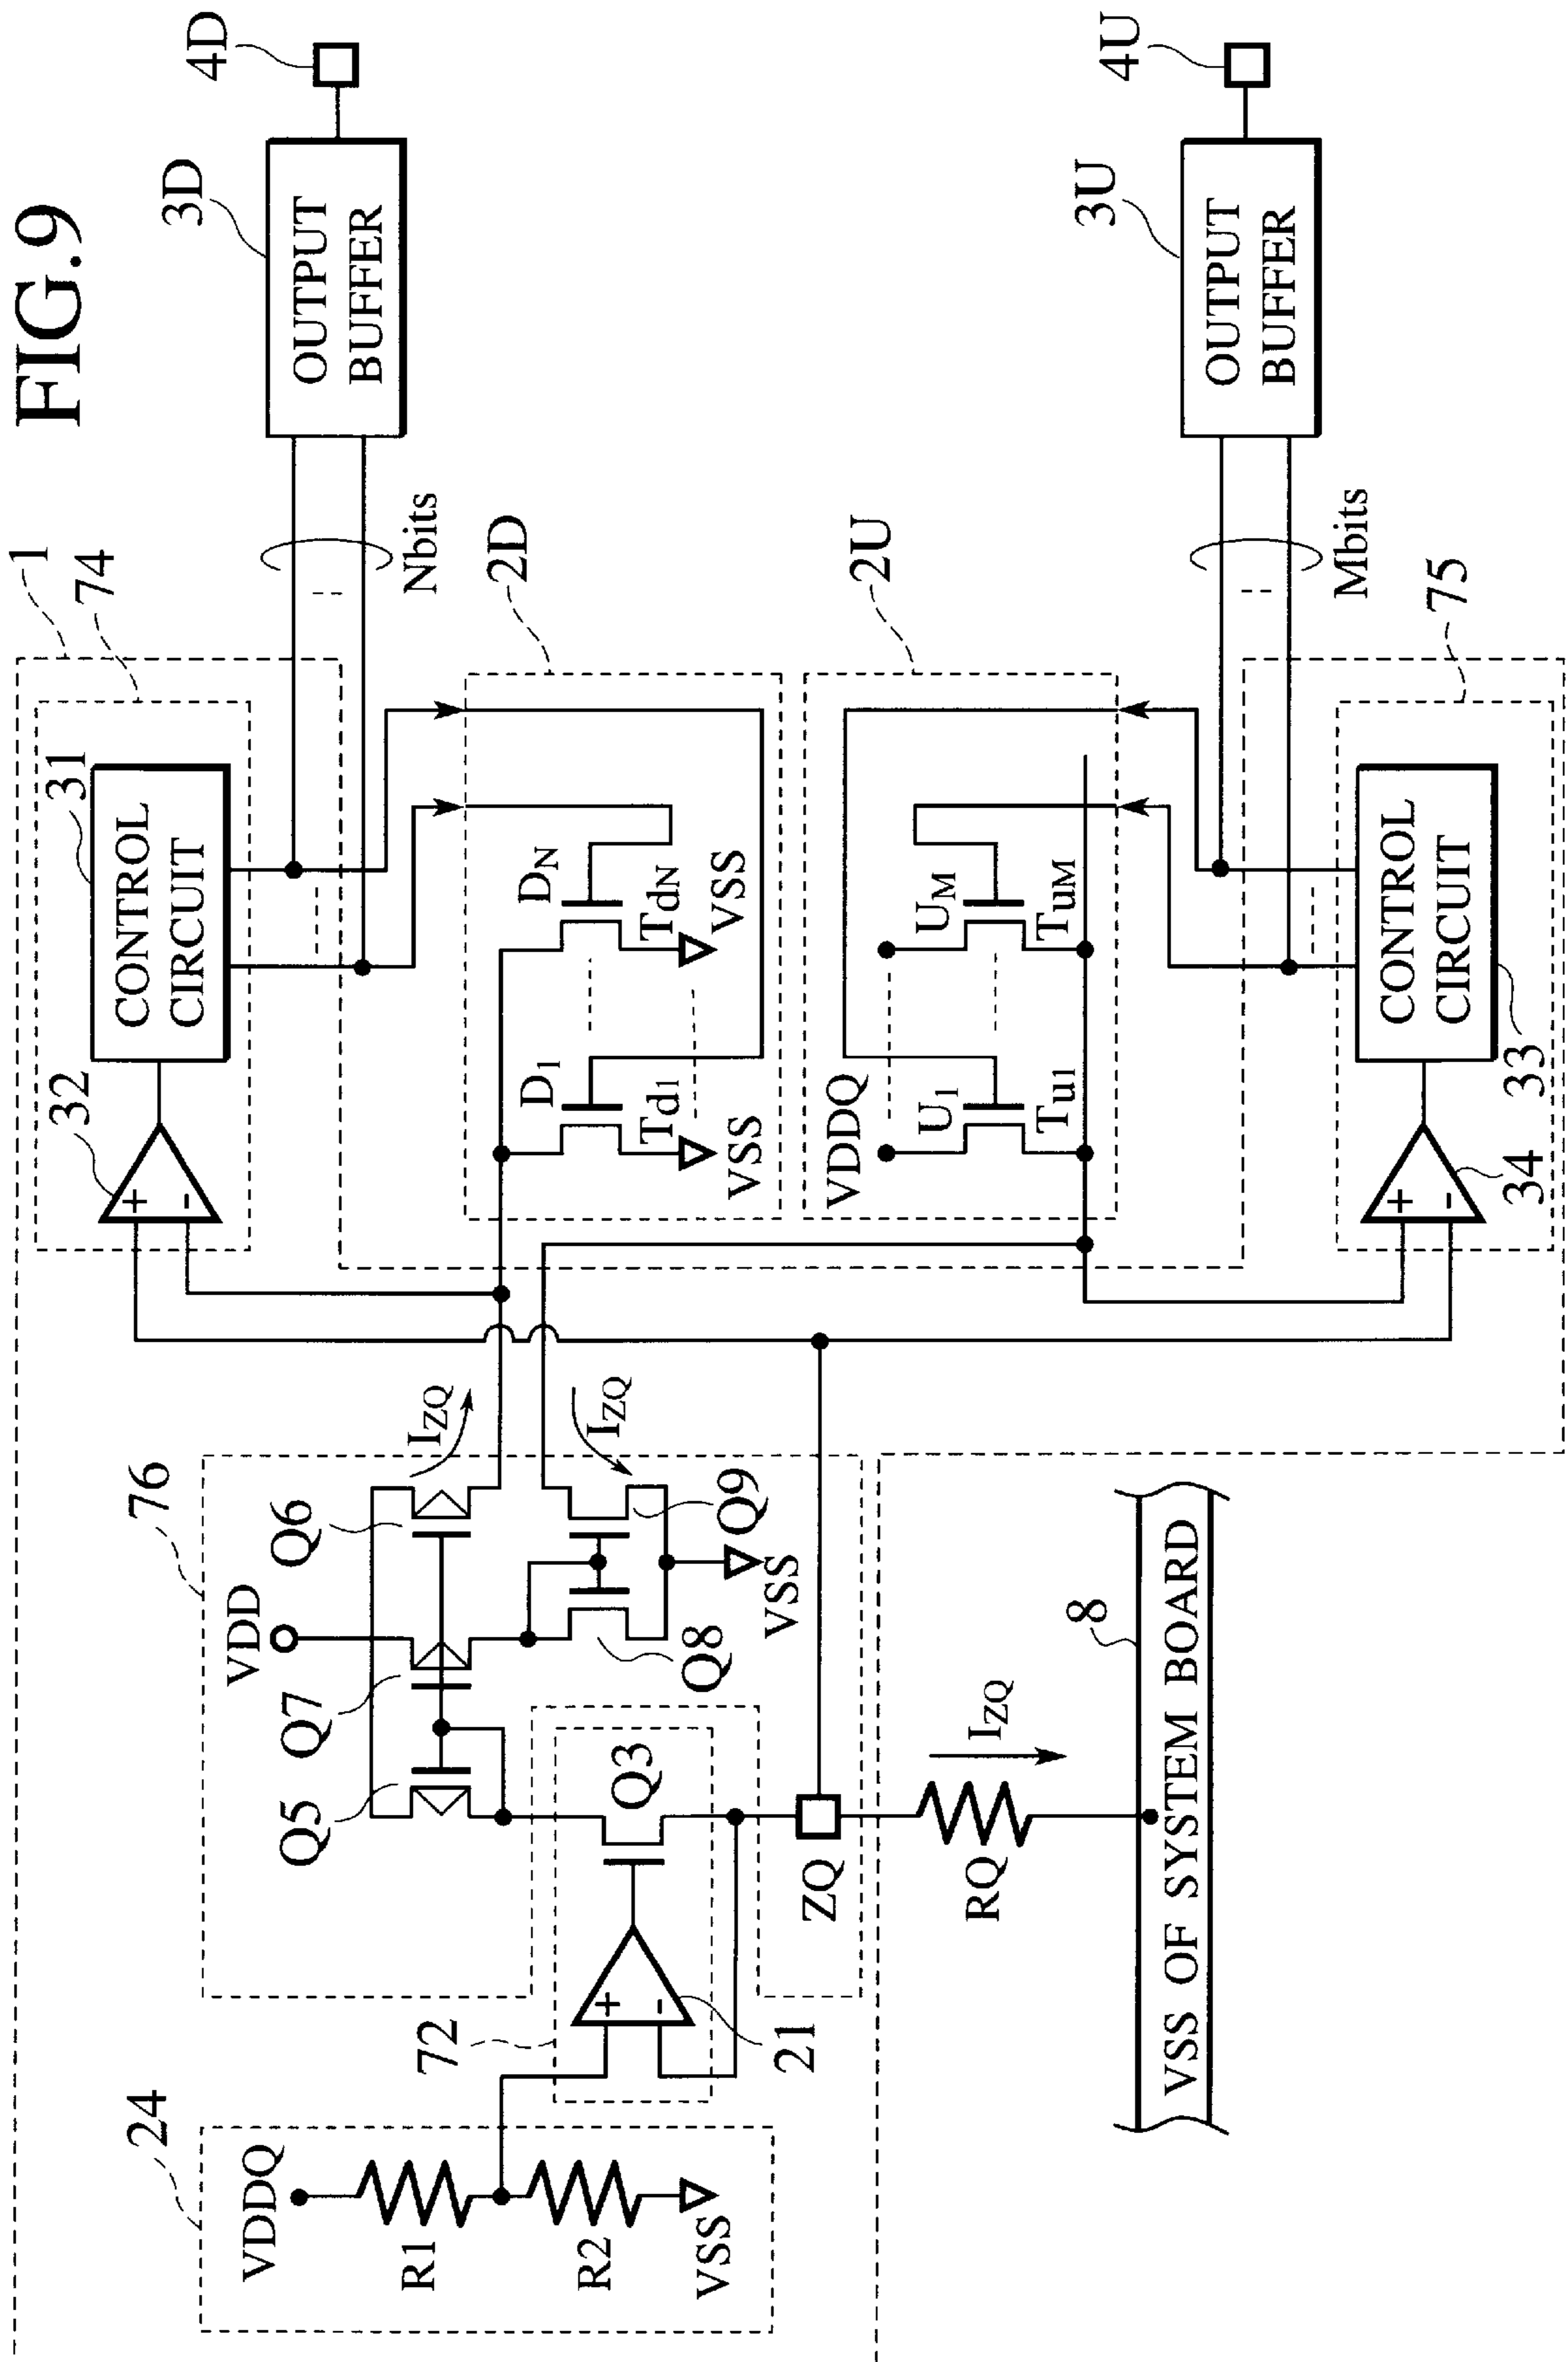 FIG.9
1
74
31
CONTROL
CIRCUIT
32
+
-
3D
OUTPUT
BUFFER
4D
Nbits
2D
D1
Td1
VSS
DN
TdN
VSS
2U
VDDQ
U1
Tu1
UM
TuM
3U
OUTPUT
BUFFER
4U
Mbits
75
CONTROL
CIRCUIT
33
34
+
-
76
VDD
Q5
Q7
Q6
IZQ
IZQ
Q8
Q9
VSS
24
VDDQ
R1
R2
VSS
72
+
-
21
Q3
ZQ
RQ
IZQ
8
VSS OF SYSTEM BOARD